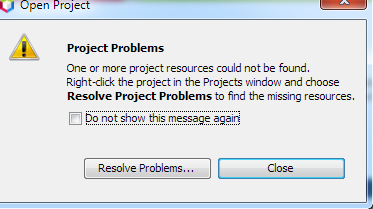 Open Project
Project Problems
One or more project resources could not be found.
Right-click the project in the Projects window and choose
Resolve Project Problems to find the missing resources.
Do not show this message again
Resolve Problems...
Close